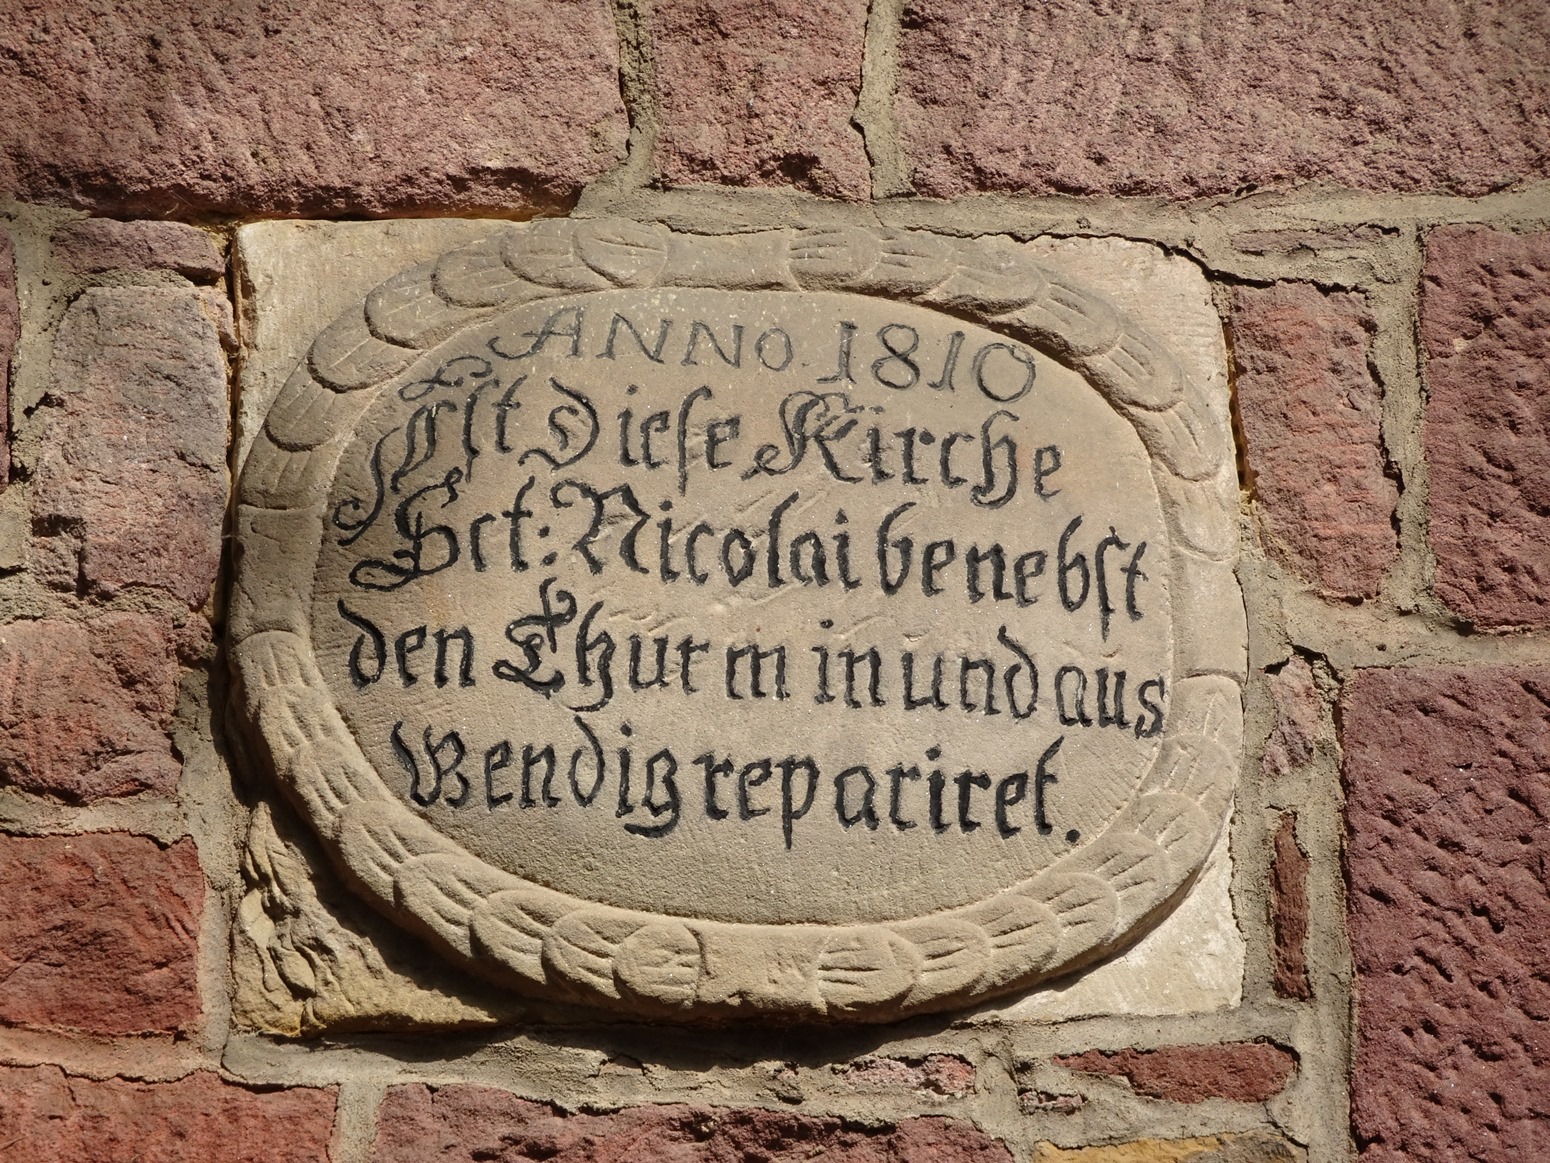 ANNO. 1810
Ist diese Kirche
Sct: Nicolai benebst
den Thurm in und aus
Wendig repariret.